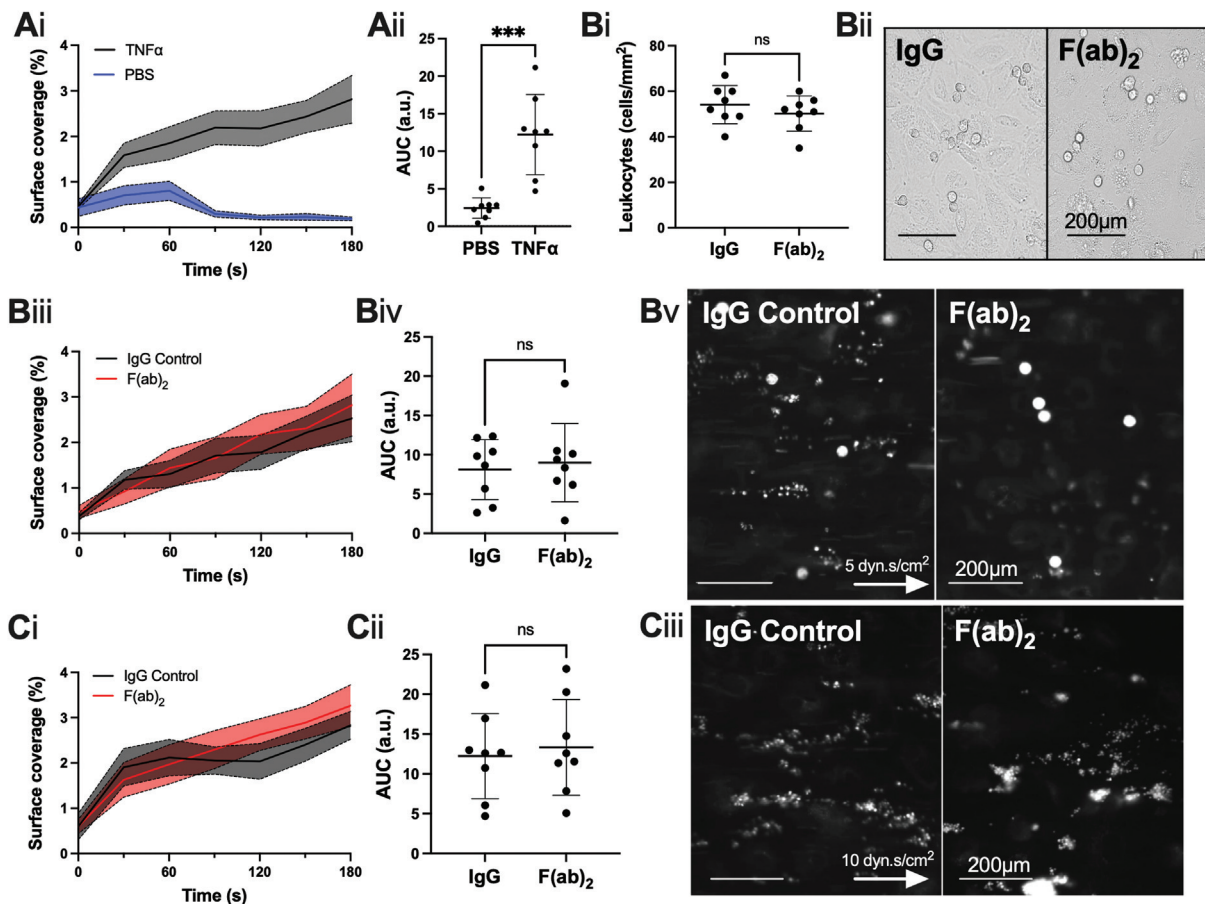 Ai
Surface coverage (%)
4
3
2
1
0
TNFα
PBS
0 60 120 180
Time (s)
Aii
AUC (a.u.)
25
20
15
10
5
0
***
PBS TNFα
Bi
Leukocytes (cells/mm²)
80
60
40
20
0
ns
IgG F(ab)₂
Bii
IgG F(ab)₂
200µm
Biii
Surface coverage (%)
4
3
2
1
0
IgG Control
F(ab)₂
0 60 120 180
Time (s)
Biv
AUC (a.u.)
25
20
15
10
5
0
ns
IgG F(ab)₂
Bv
IgG Control F(ab)₂
5 dyn.s/cm²
200µm
Ci
Surface coverage (%)
4
3
2
1
0
IgG Control
F(ab)₂
0 60 120 180
Time (s)
Cii
AUC (a.u.)
25
20
15
10
5
0
ns
IgG F(ab)₂
Ciii
IgG Control F(ab)₂
10 dyn.s/cm²
200µm